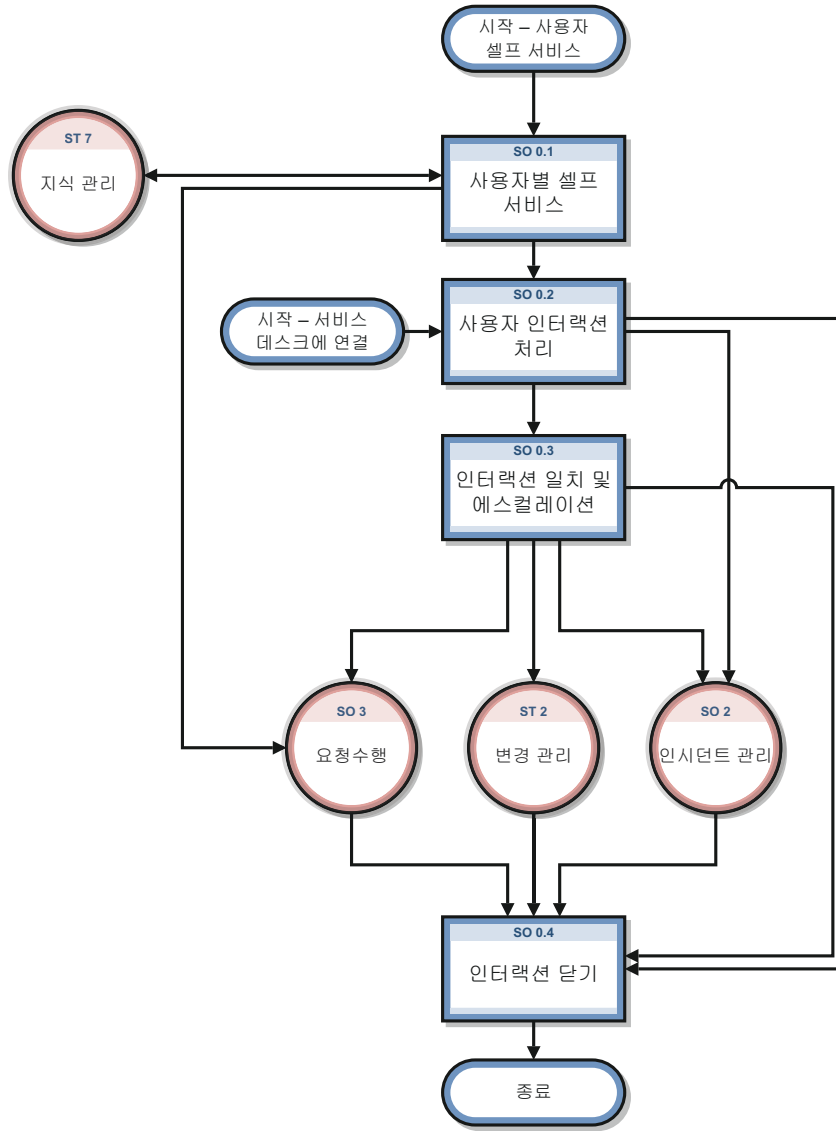 시작 – 사용자
셀프 서비스
ST 7
지식 관리
SO 0.1
사용자별 셀프
서비스
SO 0.2
사용자 인터랙션
처리
시작 – 서비스
데스크에 연결
SO 0.3
인터랙션 일치 및
에스컬레이션
SO 3
요청수행
ST 2
변경 관리
SO 2
인시던트 관리
SO 0.4
인터랙션 닫기
종료